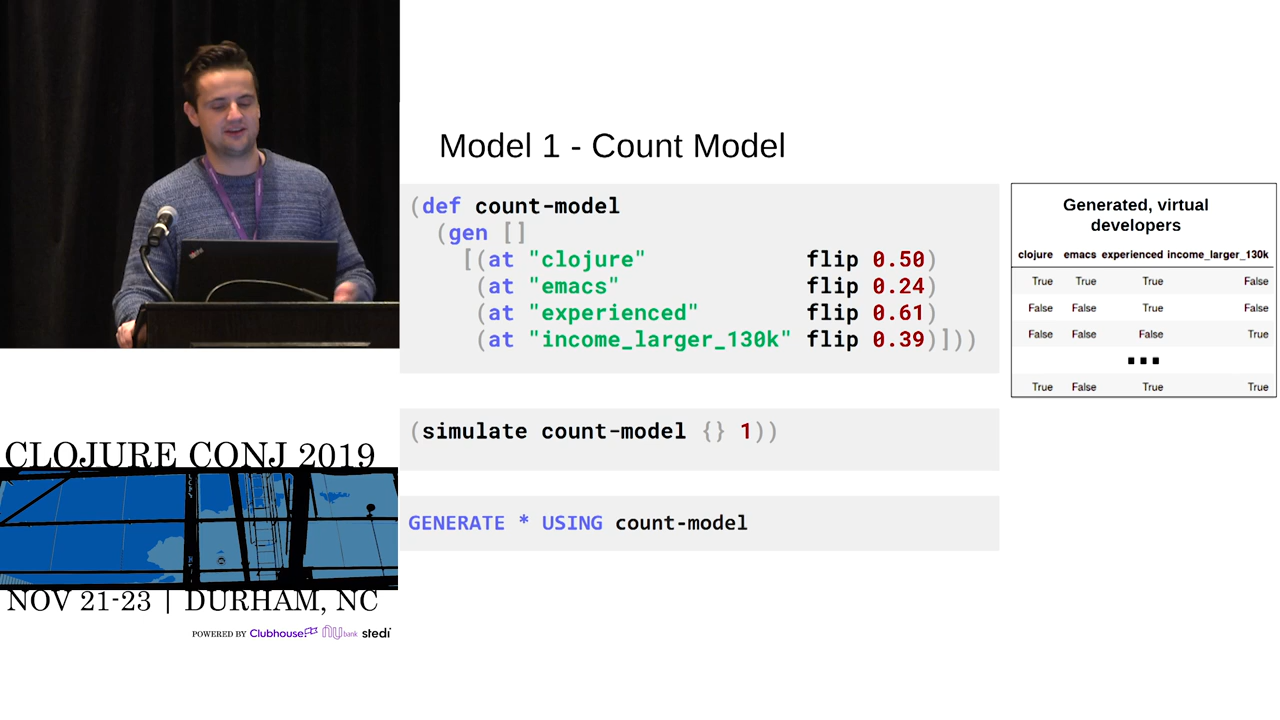 Model 1 - Count Model
(def count-model
(gen []
[(at "clojure" flip 0.50)
(at "emacs" flip 0.24)
(at "experienced" flip 0.61)
(at "income_larger_130k" flip 0.39)]))
(simulate count-model {} 1))
GENERATE * USING count-model
Generated, virtual
developers
clojure emacs experienced income_larger_130k
True True True False
False False True False
False False False True
...
True False True True
CLOJURE CONJ 2019
NOV 21-23 | DURHAM, NC
POWERED BY Clubhouse nu bank stedi